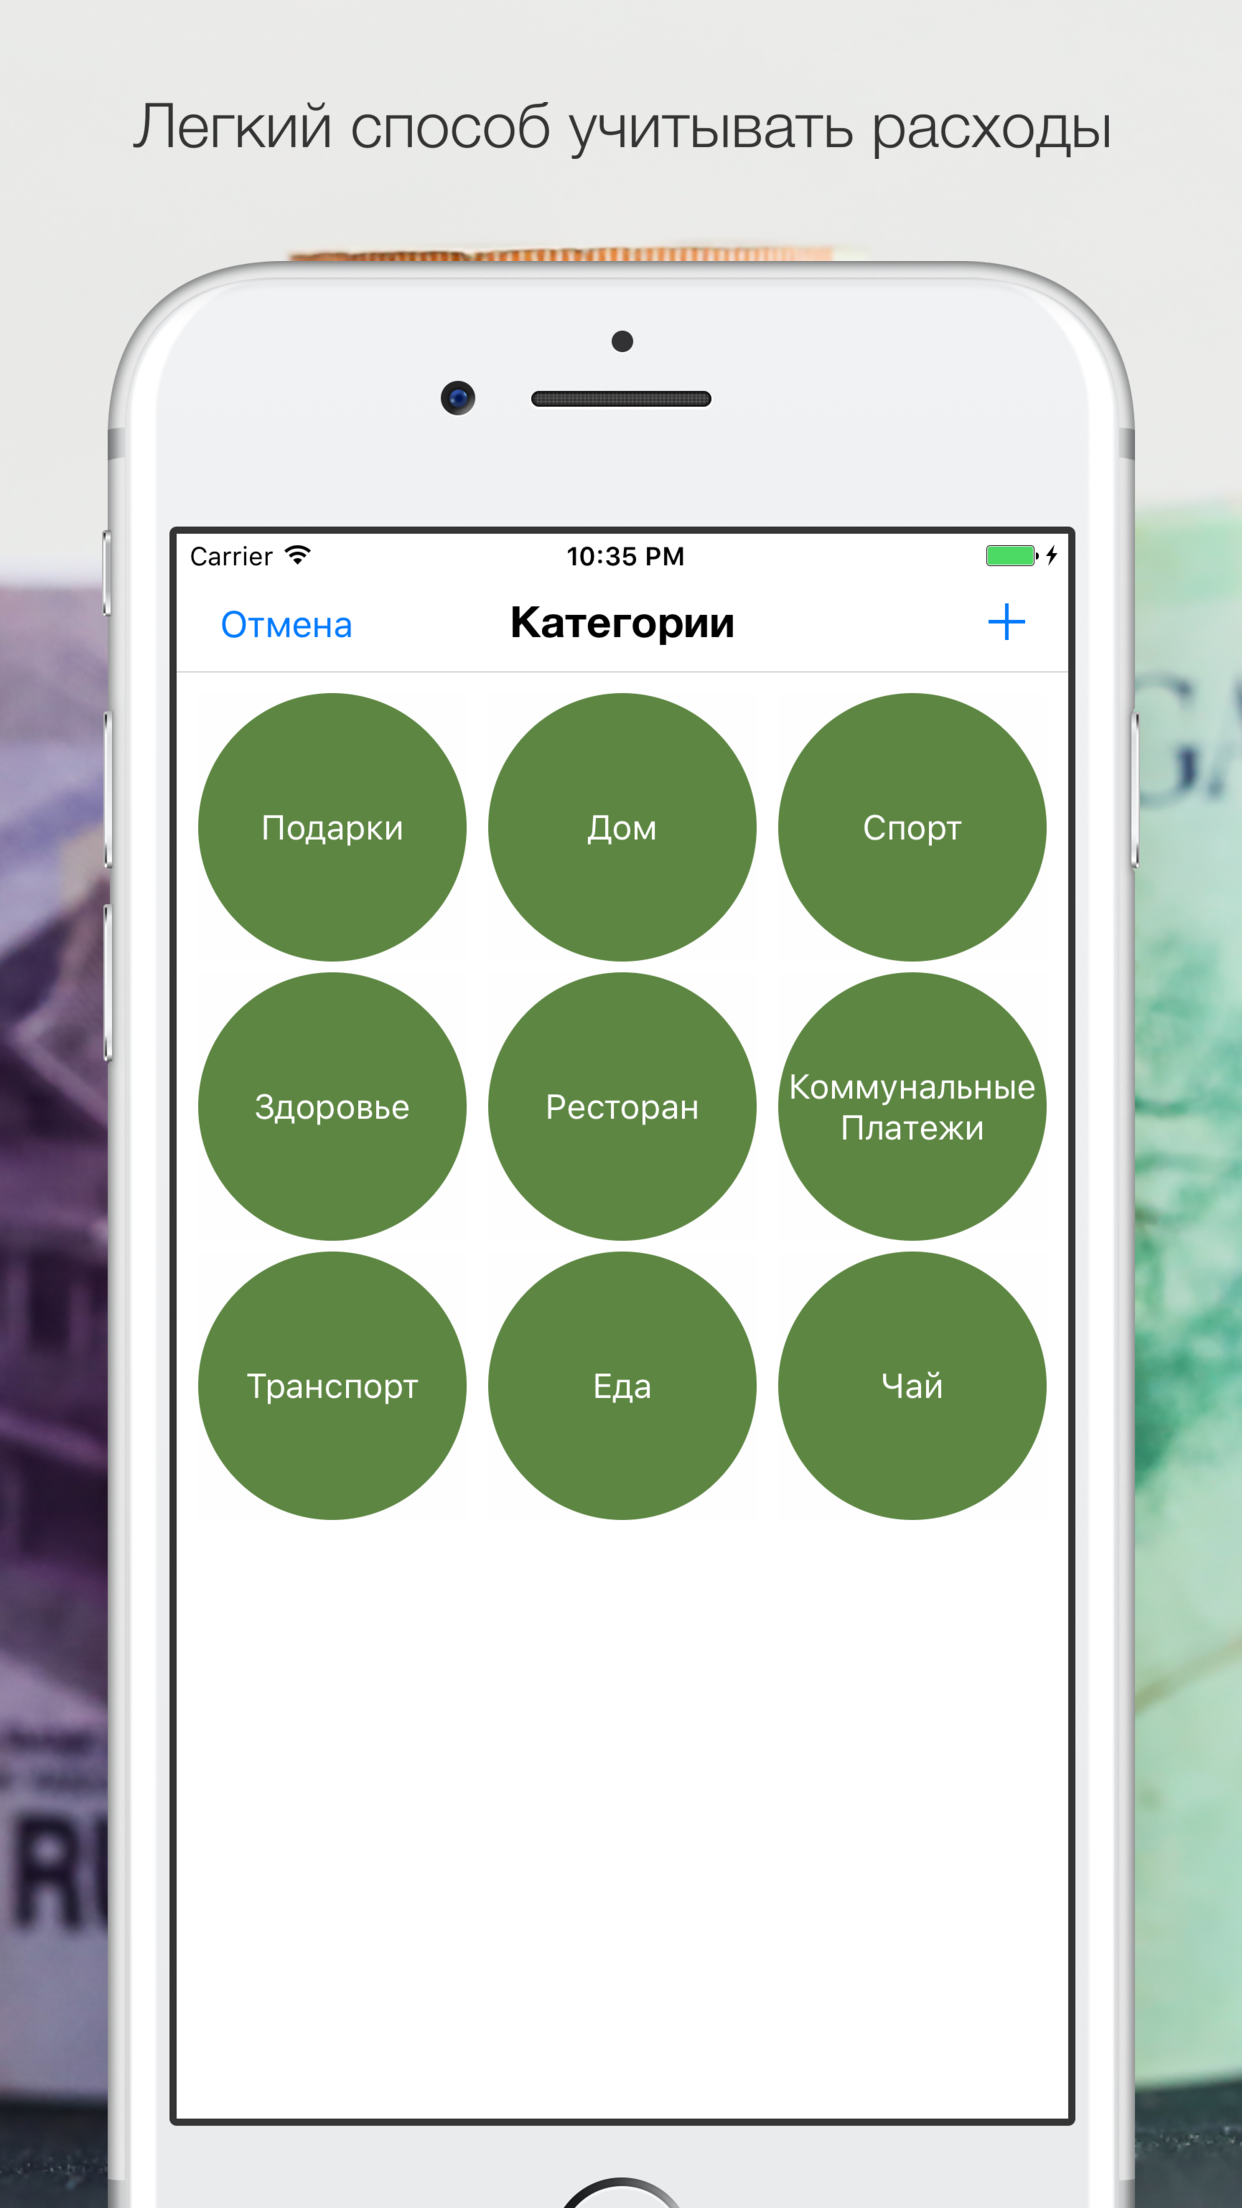 Легкий способ учитывать расходы
Carrier 10:35 PM
Отмена Категории +
Подарки Дом Спорт
Здоровье Ресторан Коммунальные
Платежи
Транспорт Еда Чай